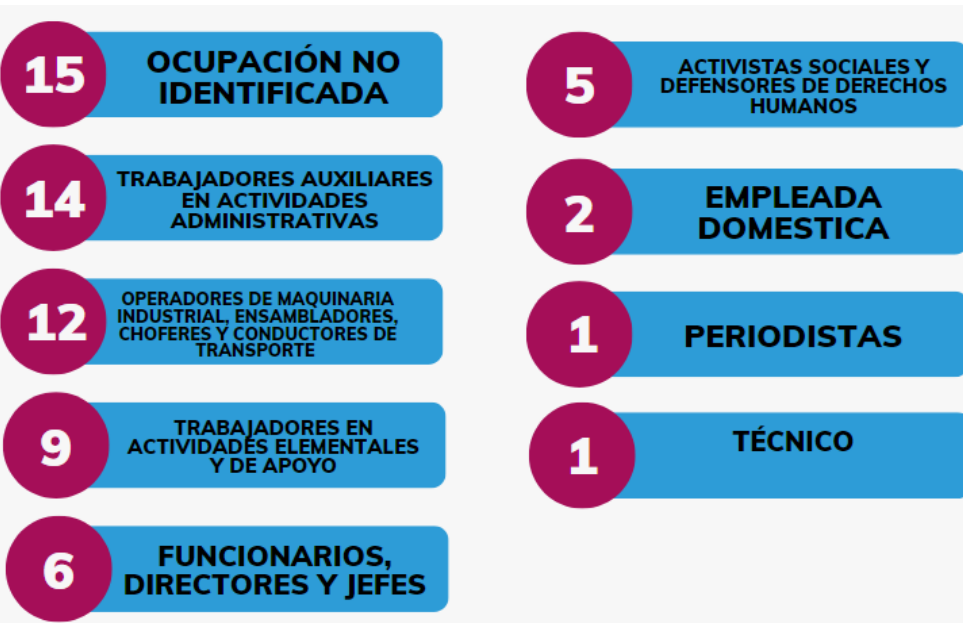 15
OCUPACIÓN NO
IDENTIFICADA
14
TRABAJADORES AUXILIARES
EN ACTIVIDADES
ADMINISTRATIVAS
12
OPERADORES DE MAQUINARIA
INDUSTRIAL, ENSAMBLADORES,
CHOFERES Y CONDUCTORES DE
TRANSPORTE
9
TRABAJADORES EN
ACTIVIDADES ELEMENTALES
Y DE APOYO
6
FUNCIONARIOS,
DIRECTORES Y JEFES
5
ACTIVISTAS SOCIALES Y
DEFENSORES DE DERECHOS
HUMANOS
2
EMPLEADA
DOMESTICA
1
PERIODISTAS
1
TÉCNICO